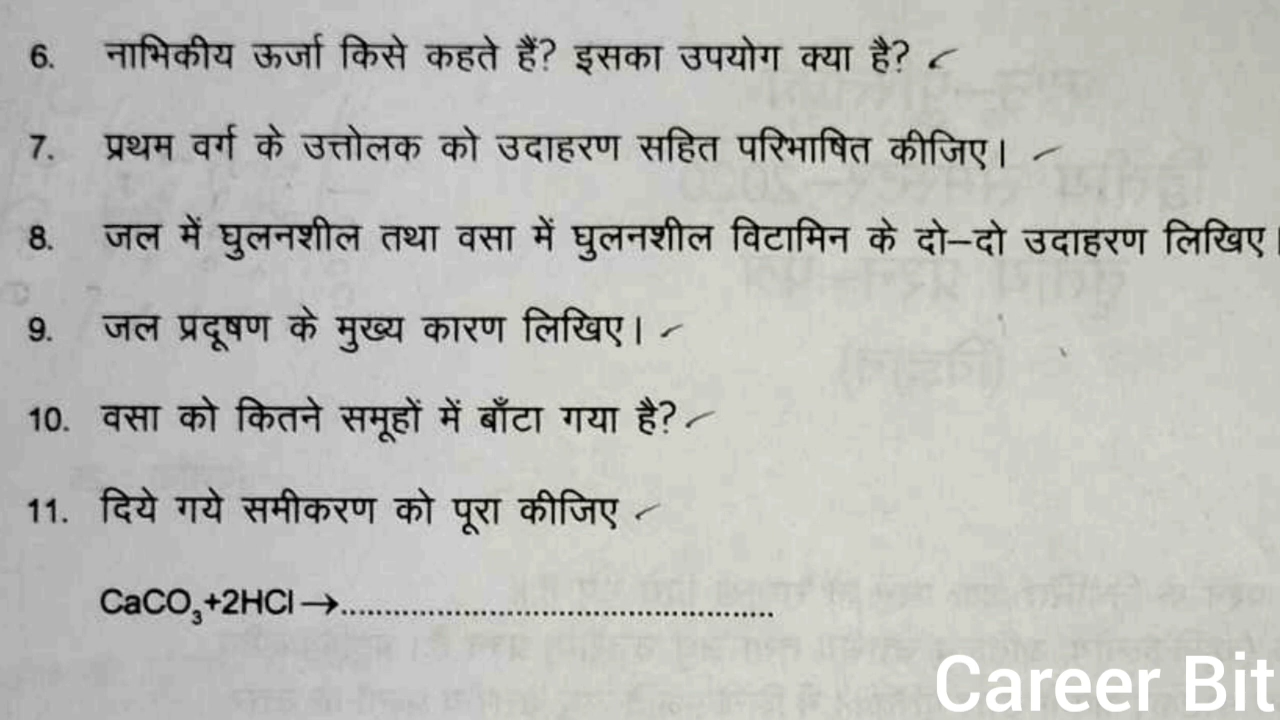 6. नाभिकीय ऊर्जा किसे कहते हैं? इसका उपयोग क्या है?
7. प्रथम वर्ग के उत्तोलक को उदाहरण सहित परिभाषित कीजिए।
8. जल में घुलनशील तथा वसा में घुलनशील विटामिन के दो–दो उदाहरण लिखिए।
9. जल प्रदूषण के मुख्य कारण लिखिए।
10. वसा को कितने समूहों में बाँटा गया है?
11. दिये गये समीकरण को पूरा कीजिए
CaCO₃+2HCl→......................................................
Career Bit